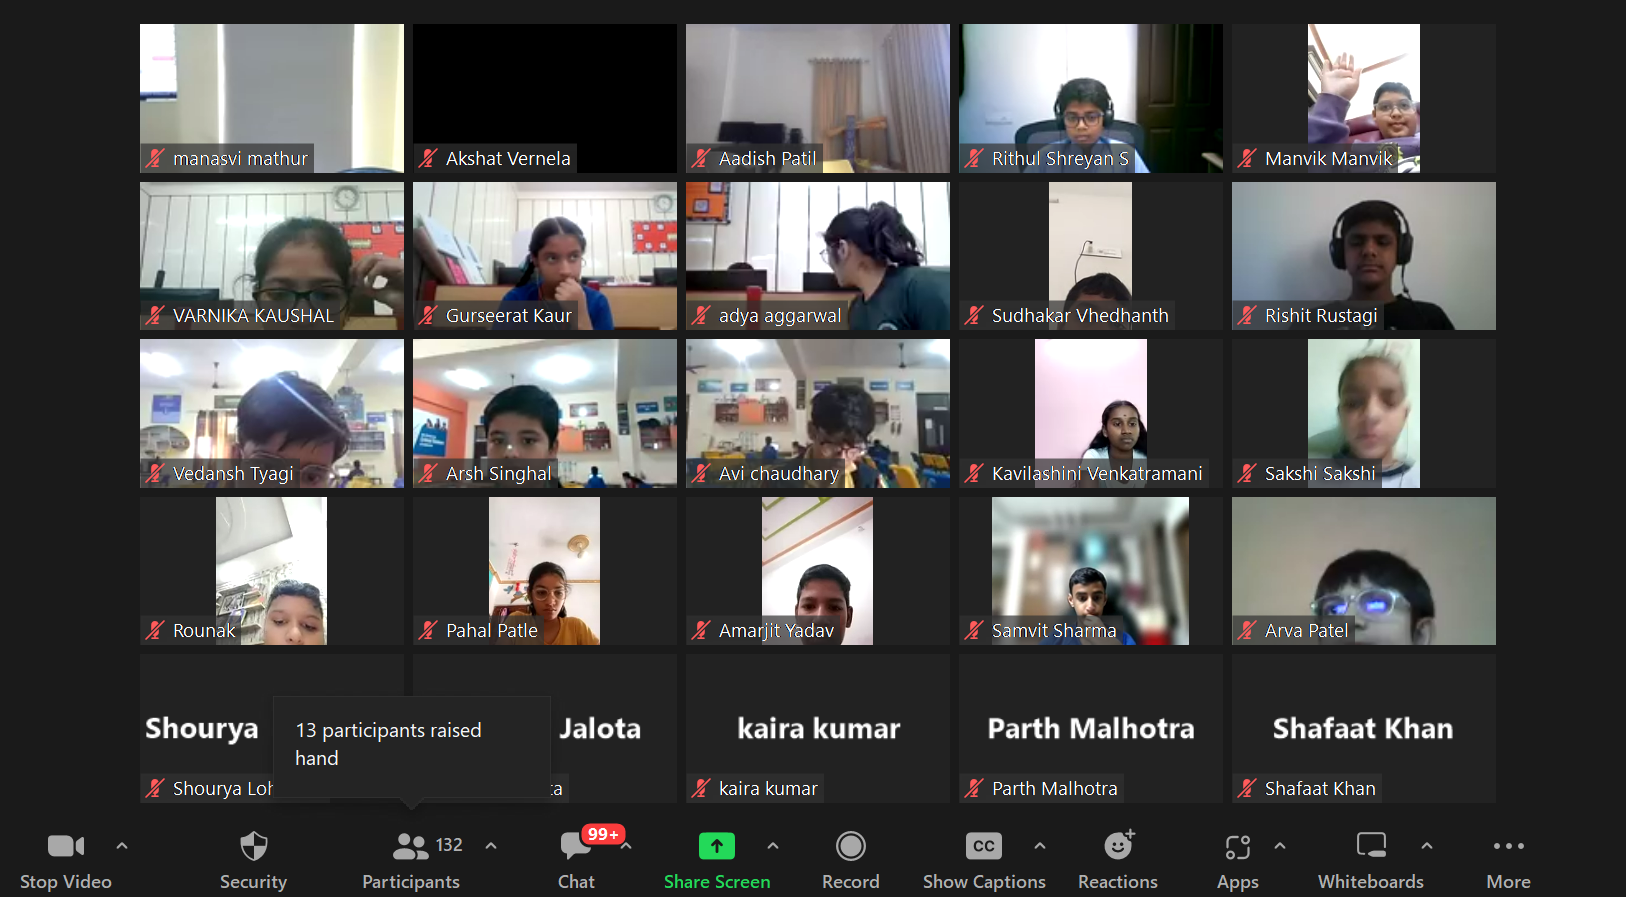 manasvi mathur
Akshat Vernela
Aadish Patil
Rithul Shreyan S
Manvik Manvik
VARNIKA KAUSHAL
Gurseerat Kaur
adya aggarwal
Sudhakar Vhedhanth
Rishit Rustagi
Vedansh Tyagi
Arsh Singhal
Avi chaudhary
Kavilashini Venkatramani
Sakshi Sakshi
Rounak
Pahal Patle
Amarjit Yadav
Samvit Sharma
Arva Patel
Shourya
Jalota
kaira kumar
Parth Malhotra
Shafaat Khan
13 participants raised
hand
Shourya Loh
ta
kaira kumar
Parth Malhotra
Shafaat Khan
132
99+
CC
Stop Video
Security
Participants
Chat
Share Screen
Record
Show Captions
Reactions
Apps
Whiteboards
More